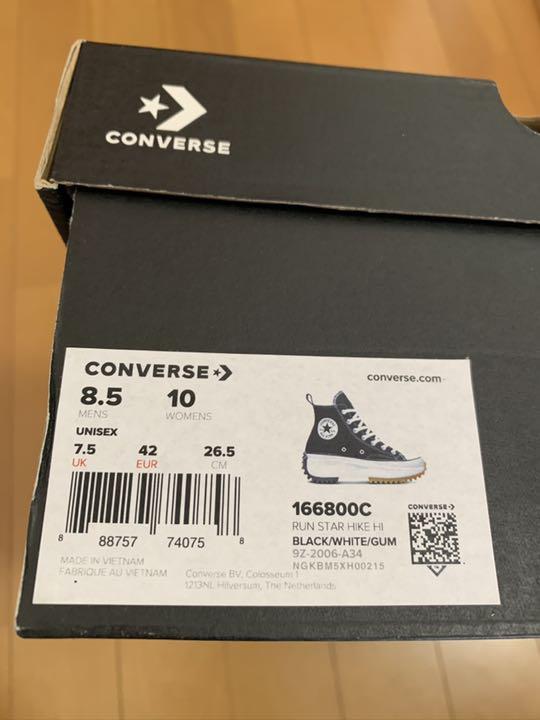 CONVERSE
CONVERSE
converse.com
8.5 10
MENS WOMENS
UNISEX
7.5 42 26.5
UK EUR CM
8 88757 74075 8
166800C
RUN STAR HIKE HI
BLACK/WHITE/GUM
9Z-2006-A34
NGKBM5XH00215
CONVERSE
MADE IN VIETNAM
FABRIQUE AU VIETNAM
Converse BV, Colosseum 1
1213NL Hilversum, The Netherlands